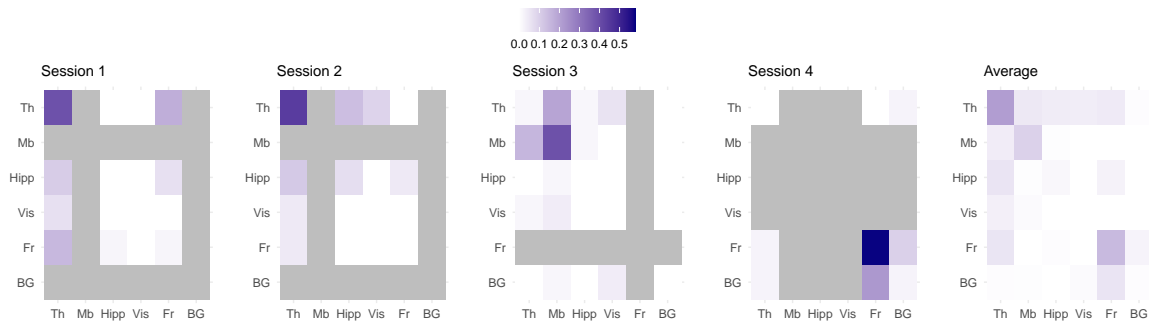 0.0 0.1 0.2 0.3 0.4 0.5
Session 1
Session 2
Session 3
Session 4
Average
Th
Mb
Hipp
Vis
Fr
BG
Th Mb Hipp Vis Fr BG
Th
Mb
Hipp
Vis
Fr
BG
Th Mb Hipp Vis Fr BG
Th
Mb
Hipp
Vis
Fr
BG
Th Mb Hipp Vis Fr BG
Th
Mb
Hipp
Vis
Fr
BG
Th Mb Hipp Vis Fr BG
Th
Mb
Hipp
Vis
Fr
BG
Th Mb Hipp Vis Fr BG